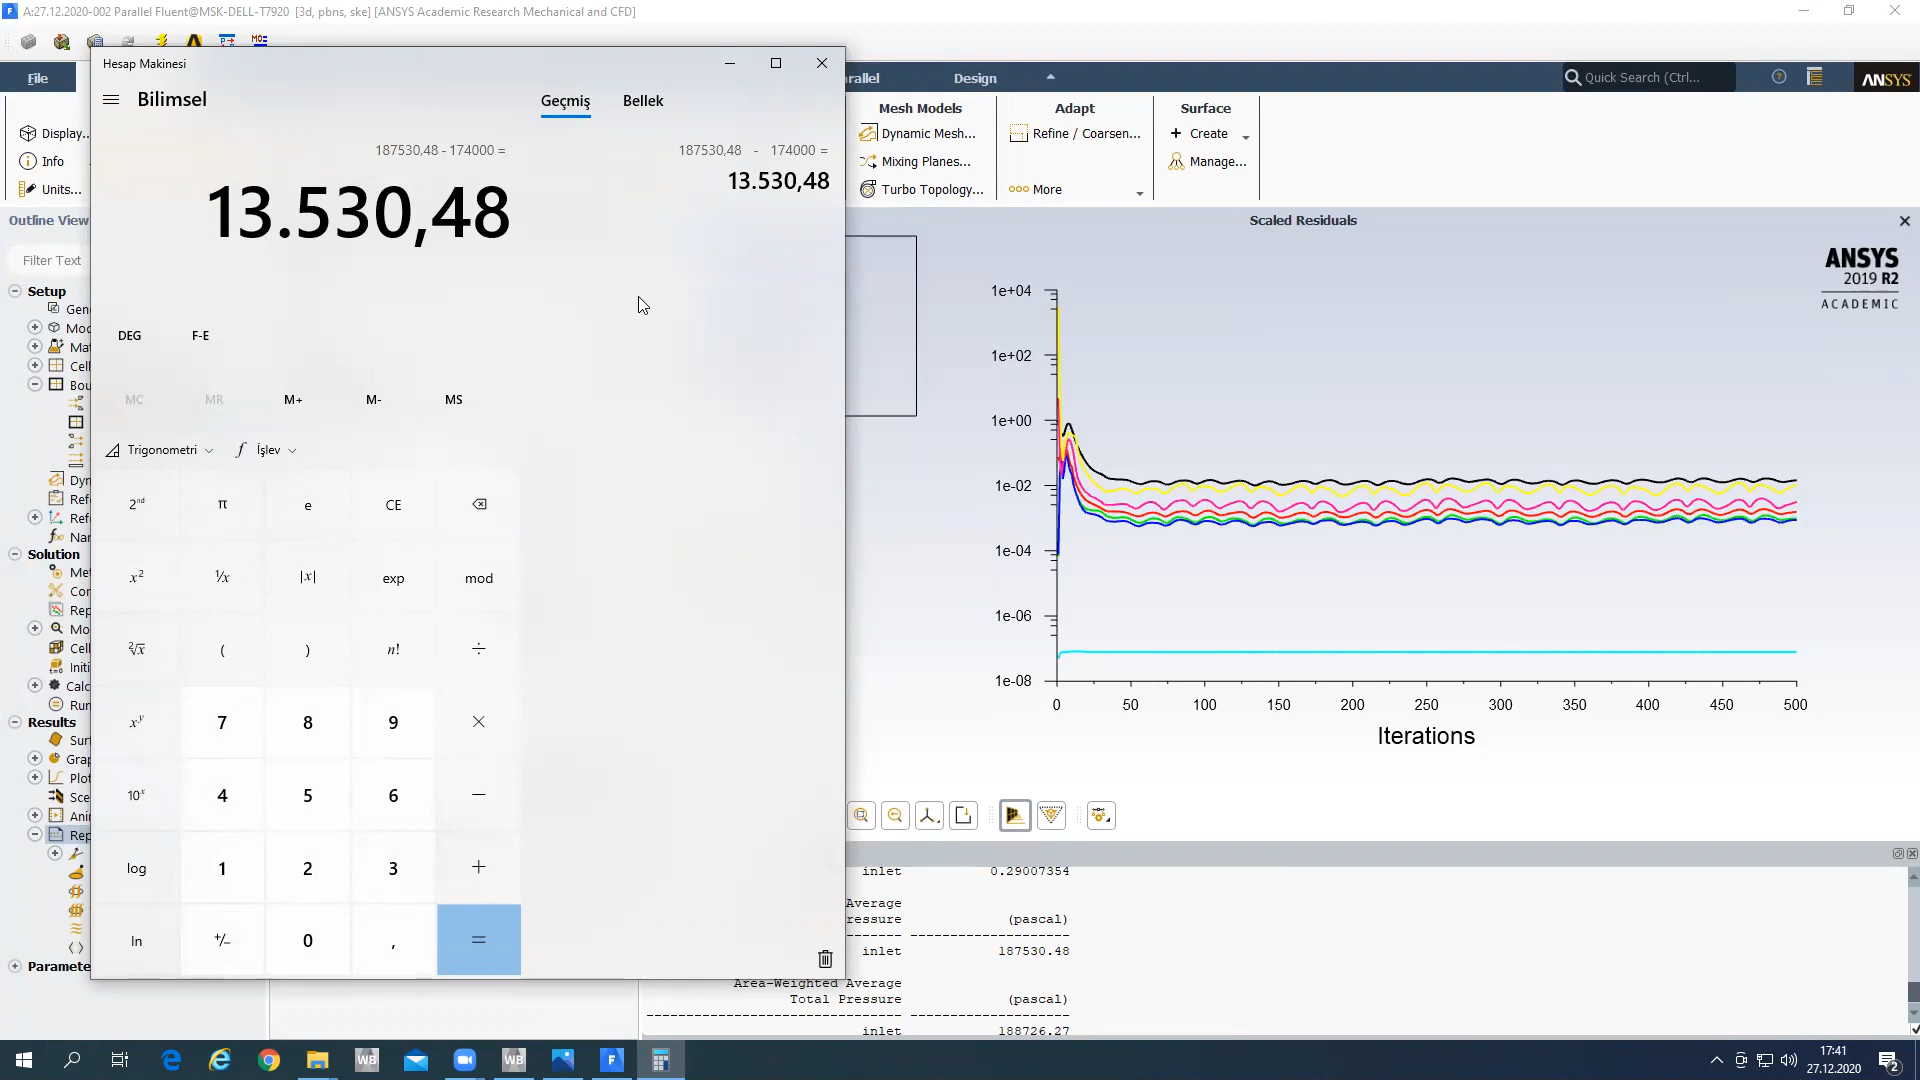 A:27.12.2020-002 Parallel Fluent@MSK-DELL-T7920 [3d, pbns, ske] [ANSYS Academic Research Mechanical and CFD]
File
Design
Quick Search (Ctrl...
ANSYS
Hesap Makinesi
Bilimsel
Geçmiş
Bellek
187530,48 - 174000 =
13.530,48
187530,48 - 174000 =
13.530,48
DEG
F-E
MC
MR
M+
M-
MS
Trigonometri
f
İşlev
2nd
π
e
CE
x²
¹/x
|x|
exp
mod
²√x
(
)
n!
÷
xʸ
7
8
9
×
10ˣ
4
5
6
−
log
1
2
3
+
ln
+/−
0
,
=
Display..
Info
Units...
Mesh Models
Dynamic Mesh...
Mixing Planes...
Turbo Topology...
Adapt
Refine / Coarsen...
More
Surface
+ Create
Manage...
Outline View
Filter Text
Setup
Solution
Results
Scaled Residuals
ANSYS
2019 R2
ACADEMIC
1e+04
1e+02
1e+00
1e-02
1e-04
1e-06
1e-08
0
50
100
150
200
250
300
350
400
450
500
Iterations
inlet 0.29007354
Average
(pascal)
inlet 187530.48
Area-Weighted Average
Total Pressure (pascal)
inlet 188726.27
17:41
27.12.2020
2